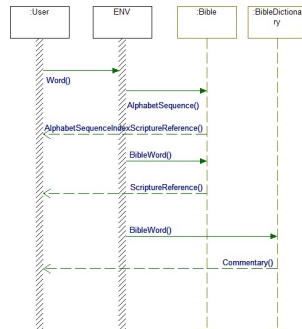 :User
ENV
:Bible
:BibleDictiona
ry
Word()
AlphabetSequence()
AlphabetSequenceIndexScriptureReference()
BibleWord()
ScriptureReference()
BibleWord()
Commentary()